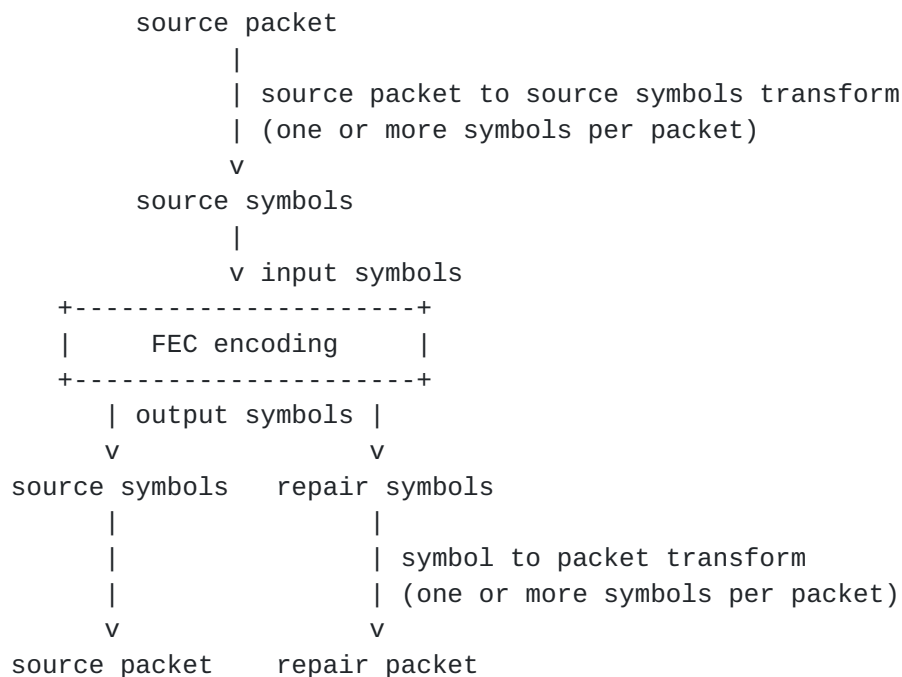 source packet
|
| source packet to source symbols transform
| (one or more symbols per packet)
v
source symbols
|
v input symbols
+----------------------+
|     FEC encoding     |
+----------------------+
| output symbols |
v                v
source symbols   repair symbols
|                |
|                | symbol to packet transform
|                | (one or more symbols per packet)
v                v
source packet    repair packet